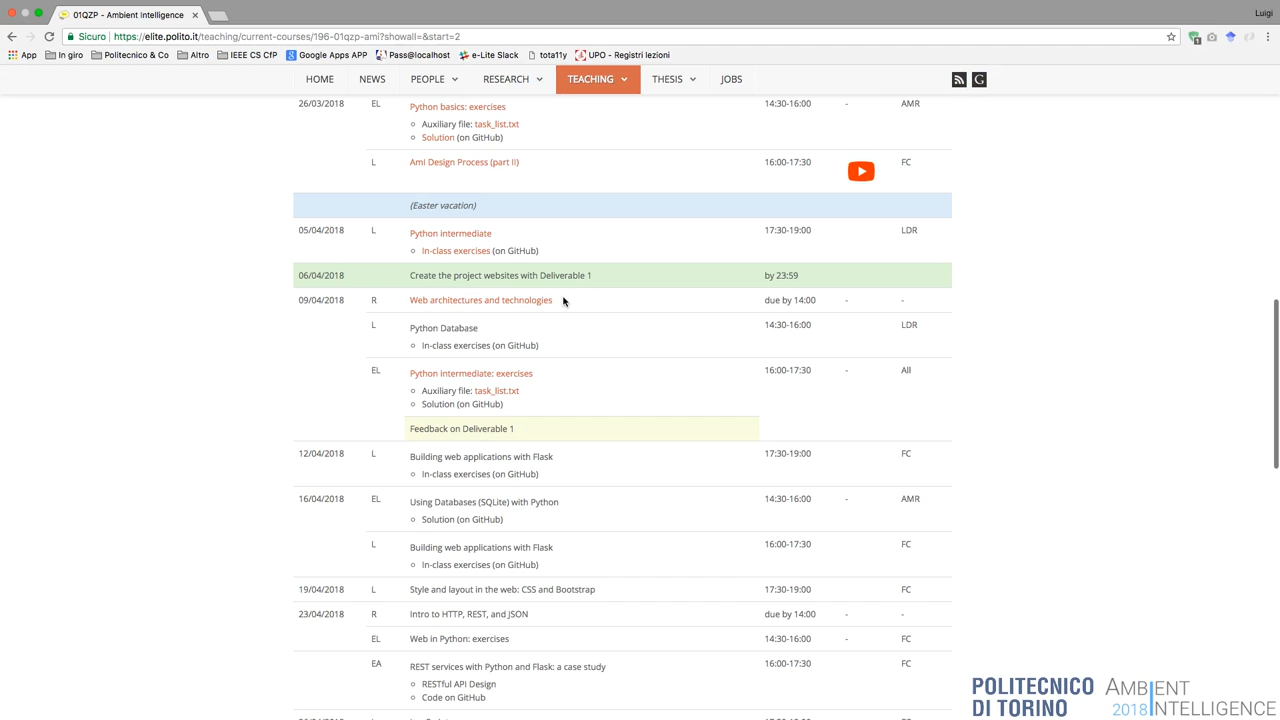 01QZP - Ambient Intelligence
Luigi
Sicuro https://elite.polito.it/teaching/current-courses/196-01qzp-ami?showall=&start=2
App In giro Politecnico & Co Altro IEEE CS CfP Google Apps APP Pass@localhost e-Lite Slack tota11y UPO - Registri lezioni
HOME NEWS PEOPLE RESEARCH TEACHING THESIS JOBS
26/03/2018 EL Python basics: exercises 14:30-16:00 - AMR
Auxiliary file: task_list.txt
Solution (on GitHub)
L AmI Design Process (part II) 16:00-17:30 FC
(Easter vacation)
05/04/2018 L Python intermediate 17:30-19:00 LDR
In-class exercises (on GitHub)
06/04/2018 Create the project websites with Deliverable 1 by 23:59
09/04/2018 R Web architectures and technologies due by 14:00 - -
L Python Database 14:30-16:00 LDR
In-class exercises (on GitHub)
EL Python intermediate: exercises 16:00-17:30 - All
Auxiliary file: task_list.txt
Solution (on GitHub)
Feedback on Deliverable 1
12/04/2018 L Building web applications with Flask 17:30-19:00 FC
In-class exercises (on GitHub)
16/04/2018 EL Using Databases (SQLite) with Python 14:30-16:00 - AMR
Solution (on GitHub)
L Building web applications with Flask 16:00-17:30 FC
In-class exercises (on GitHub)
19/04/2018 L Style and layout in the web: CSS and Bootstrap 17:30-19:00 FC
23/04/2018 R Intro to HTTP, REST, and JSON due by 14:00 - -
EL Web in Python: exercises 14:30-16:00 - FC
EA REST services with Python and Flask: a case study 16:00-17:30 FC
RESTful API Design
Code on GitHub
POLITECNICO
DI TORINO
AMBIENT
2018 INTELLIGENCE